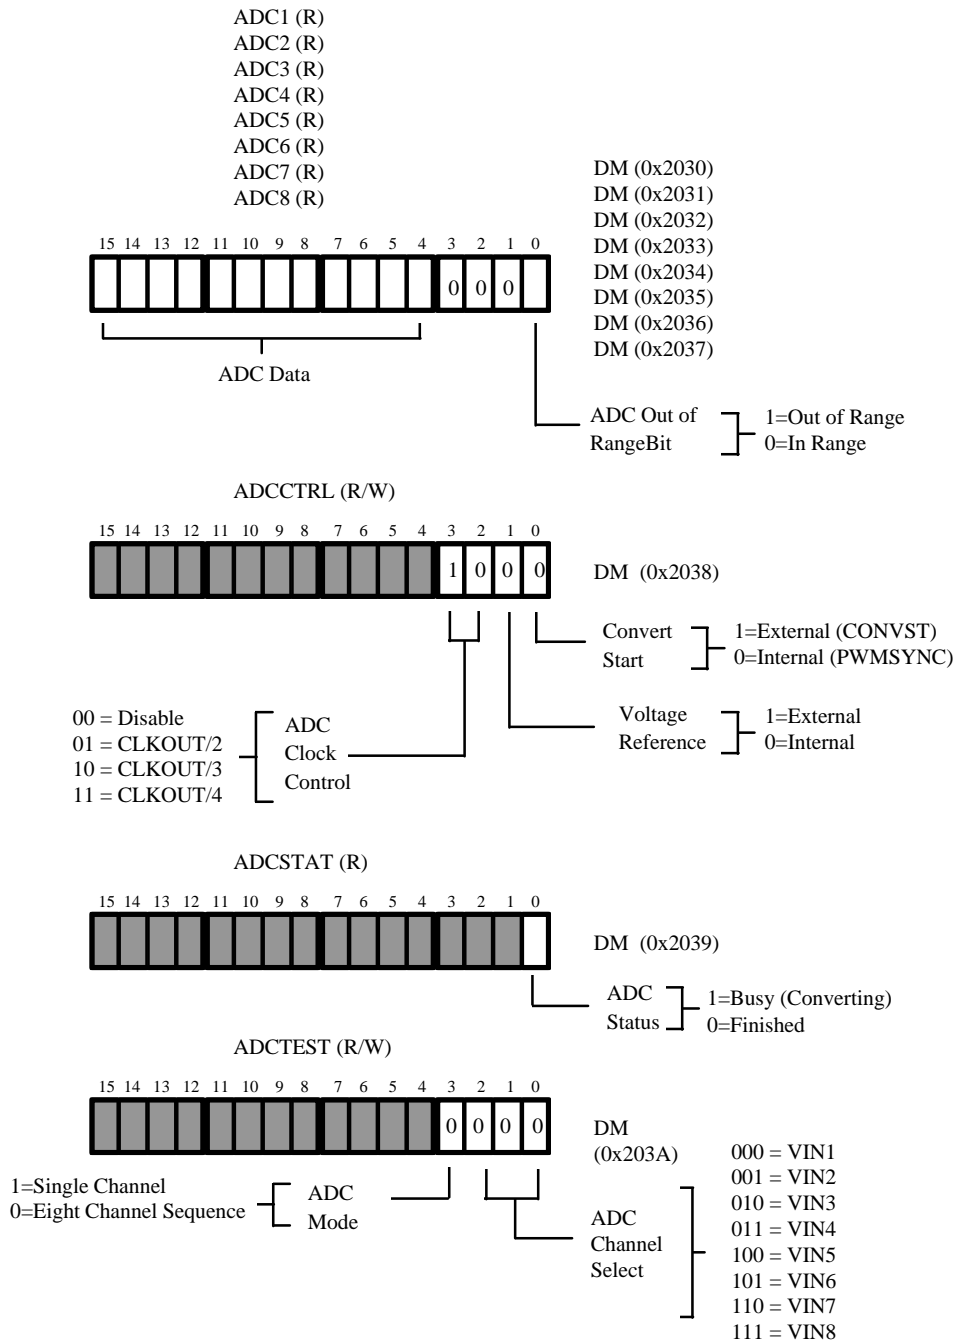 ADC1 (R)
ADC2 (R)
ADC3 (R)
ADC4 (R)
ADC5 (R)
ADC6 (R)
ADC7 (R)
ADC8 (R)
DM (0x2030)
DM (0x2031)
DM (0x2032)
DM (0x2033)
DM (0x2034)
DM (0x2035)
DM (0x2036)
DM (0x2037)
15 14 13 12 11 10 9 8 7 6 5 4 3 2 1 0
0 0 0
ADC Data
ADC Out of
RangeBit
1=Out of Range
0=In Range
ADCCTRL (R/W)
15 14 13 12 11 10 9 8 7 6 5 4 3 2 1 0
1 0 0 0
DM (0x2038)
Convert
Start
1=External (CONVST)
0=Internal (PWMSYNC)
Voltage
Reference
1=External
0=Internal
00 = Disable
01 = CLKOUT/2
10 = CLKOUT/3
11 = CLKOUT/4
ADC
Clock
Control
ADCSTAT (R)
15 14 13 12 11 10 9 8 7 6 5 4 3 2 1 0
DM (0x2039)
ADC
Status
1=Busy (Converting)
0=Finished
ADCTEST (R/W)
15 14 13 12 11 10 9 8 7 6 5 4 3 2 1 0
0 0 0 0
DM
(0x203A)
1=Single Channel
0=Eight Channel Sequence
ADC
Mode
ADC
Channel
Select
000 = VIN1
001 = VIN2
010 = VIN3
011 = VIN4
100 = VIN5
101 = VIN6
110 = VIN7
111 = VIN8